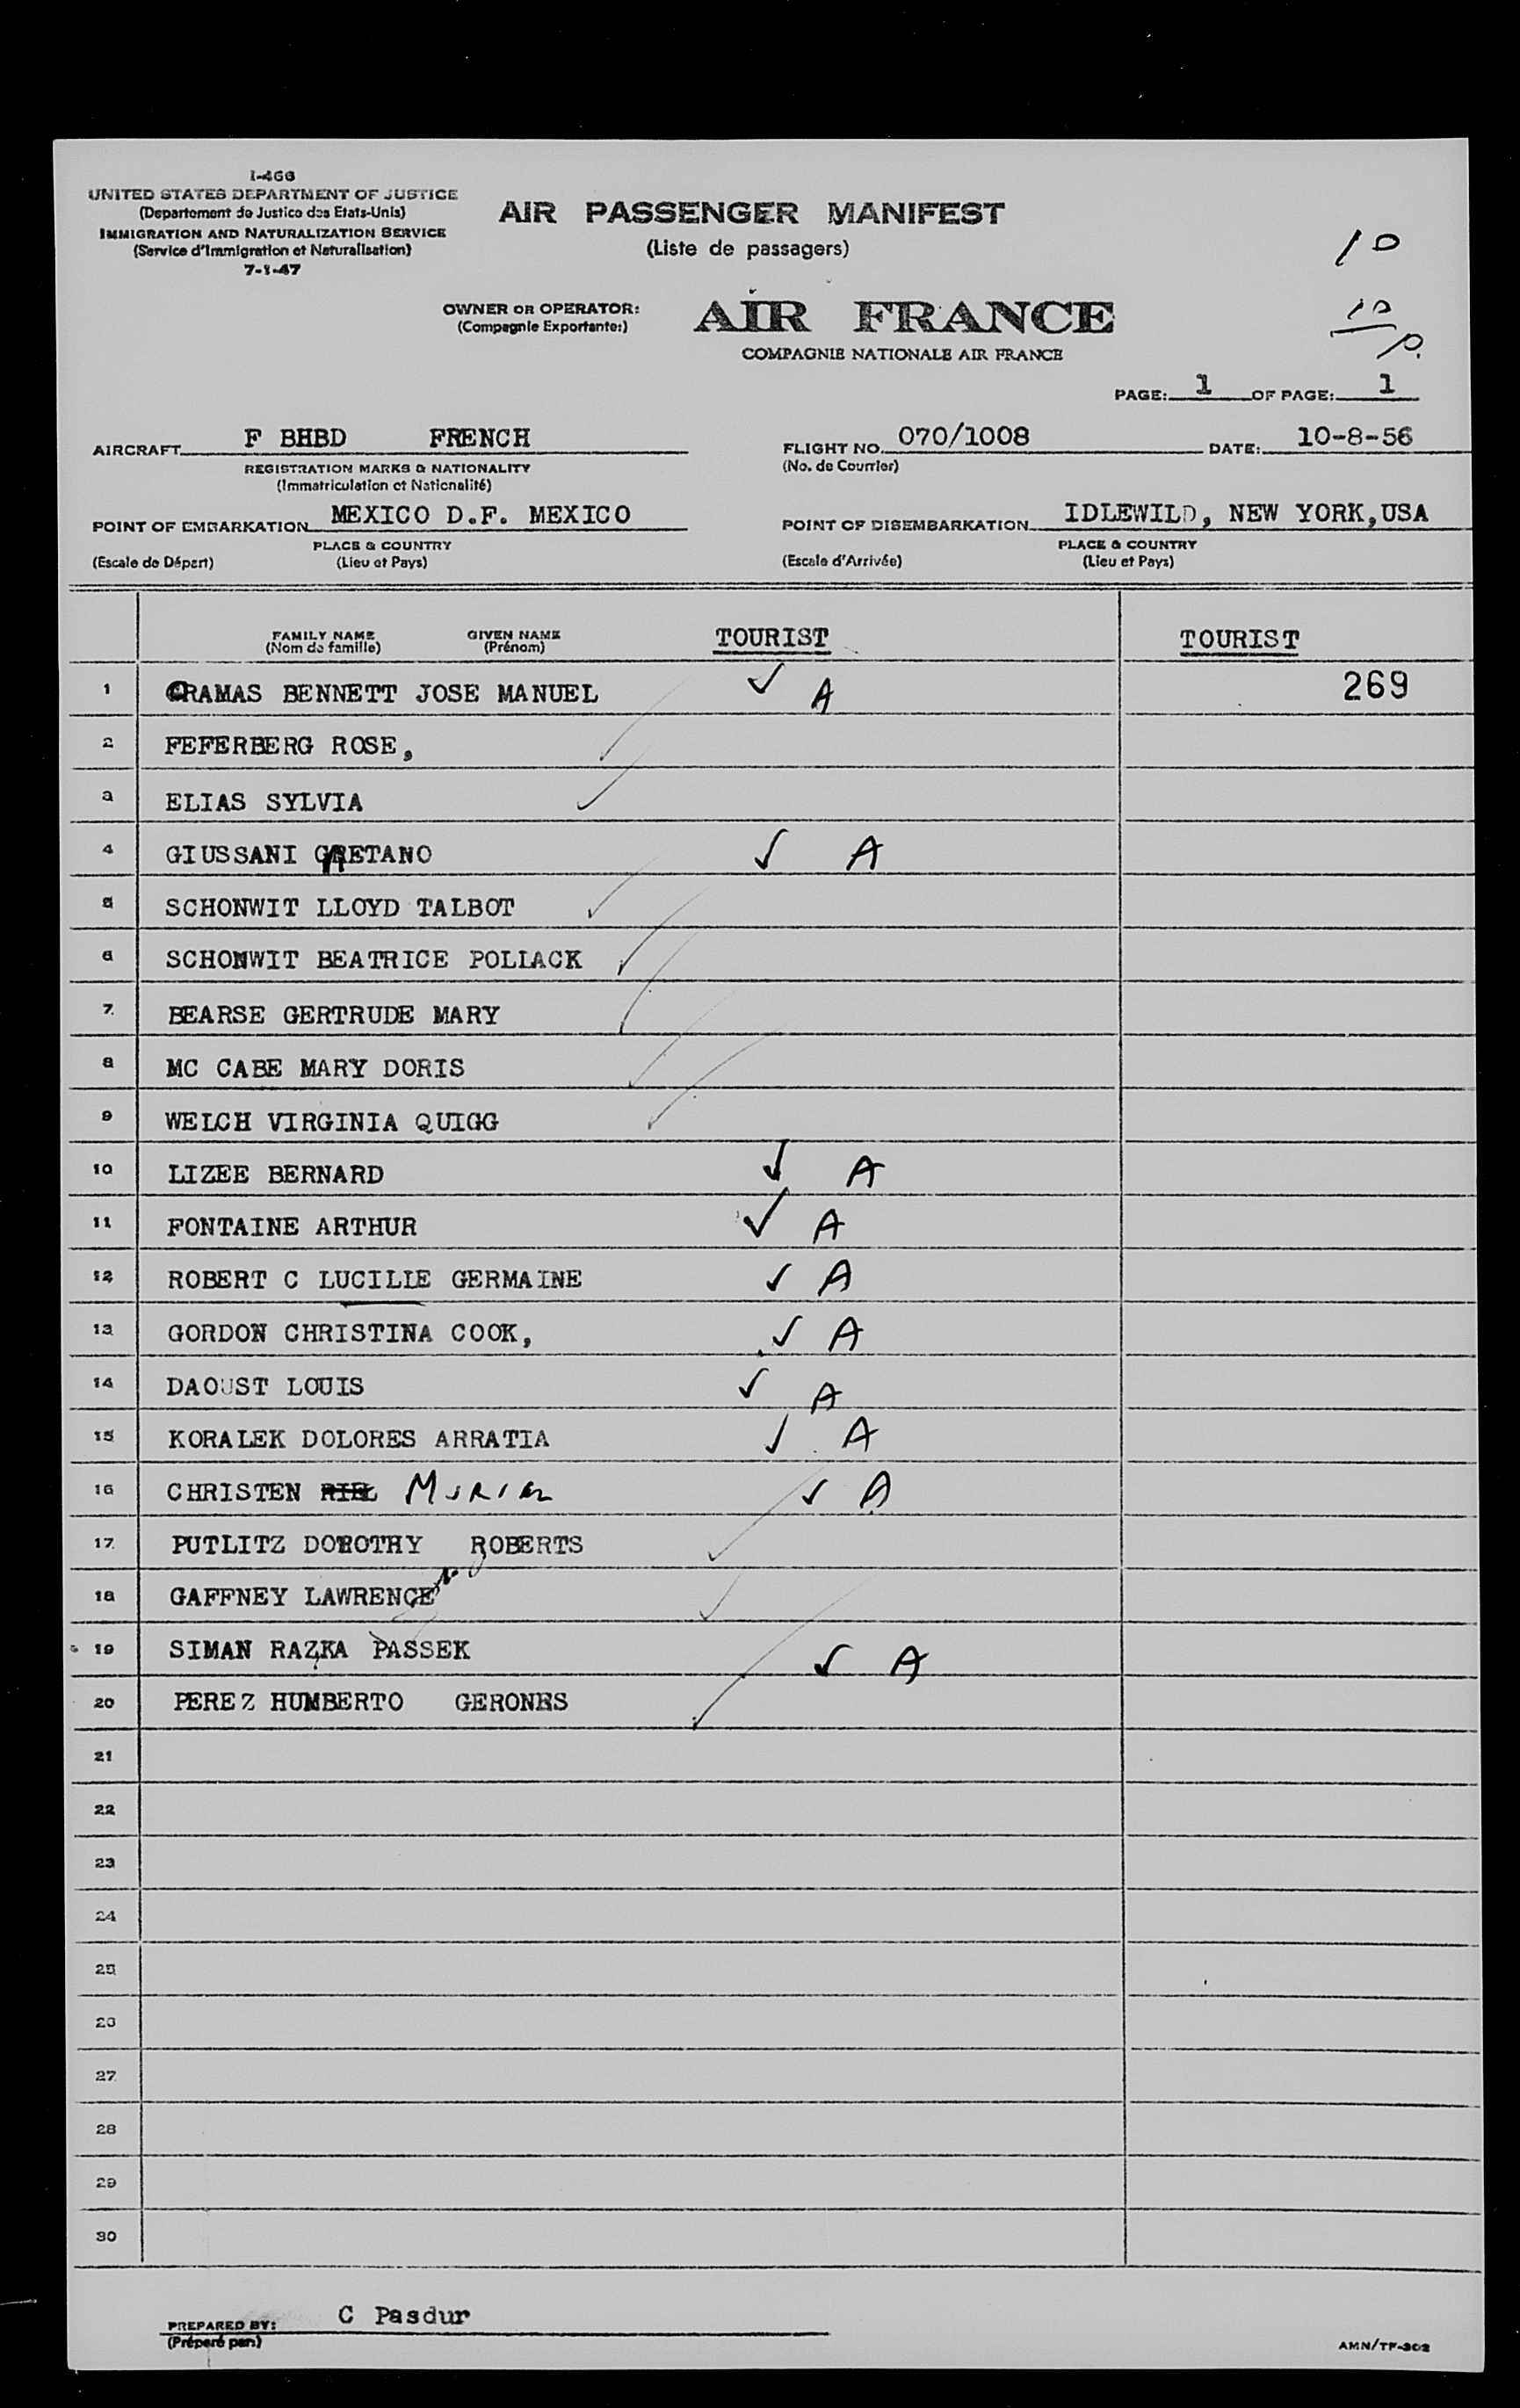 I-466
UNITED STATES DEPARTMENT OF JUSTICE
(Departement de Justice des Etats-Unis)
IMMIGRATION AND NATURALIZATION SERVICE
(Service d'Immigration et Naturalisation)
7-1-47
AIR PASSENGER MANIFEST
(Liste de passagers)
10
10
OWNER OR OPERATOR:
(Compagnie Exportante:)
AIR FRANCE
COMPAGNIE NATIONALE AIR FRANCE
PAGE: 1 OF PAGE: 1
AIRCRAFT F BHBD FRENCH
REGISTRATION MARKS & NATIONALITY
(Immatriculation et Nationalité)
FLIGHT NO. 070/1008 DATE: 10-8-56
(No. de Courrier)
POINT OF EMBARKATION MEXICO D.F. MEXICO
PLACE & COUNTRY
(Escale de Départ) (Lieu et Pays)
POINT OF DISEMBARKATION IDLEWILD, NEW YORK,USA
PLACE & COUNTRY
(Escale d'Arrivée) (Lieu et Pays)
FAMILY NAME GIVEN NAME TOURIST TOURIST
(Nom de famille) (Prénom)
1 CRAMAS BENNETT JOSE MANUEL ✓ A 269
2 FEFERBERG ROSE, ✓
3 ELIAS SYLVIA ✓
4 GIUSSANI GAETANO ✓ A
5 SCHONWIT LLOYD TALBOT ✓
6 SCHONWIT BEATRICE POLLACK ✓
7 BEARSE GERTRUDE MARY ✓
8 MC CABE MARY DORIS ✓
9 WELCH VIRGINIA QUIGG ✓
10 LIZEE BERNARD ✓ A
11 FONTAINE ARTHUR ✓ A
12 ROBERT C LUCILLE GERMAINE ✓ A
13 GORDON CHRISTINA COOK, ✓ A
14 DAOUST LOUIS ✓ A
15 KORALEK DOLORES ARRATIA ✓ A
16 CHRISTEN MURIEL ✓ A
17 PUTLITZ DOROTHY ROBERTS ✓
18 GAFFNEY LAWRENCE ✓
19 SIMAN RAZKA PASSEK ✓ A
20 PEREZ HUMBERTO GERONES ✓
21
22
23
24
25
26
27
28
29
30
PREPARED BY: C Pasdur
(Préparé par)
AMN/TF-302